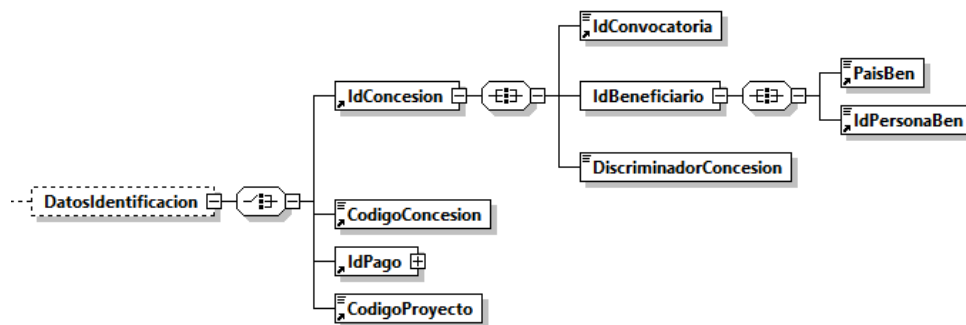 IdConvocatoria
PaisBen
IdConcesion
IdBeneficiario
IdPersonaBen
DiscriminadorConcesion
DatosIdentificacion
CodigoConcesion
IdPago
CodigoProyecto